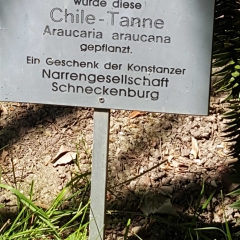 wurde diese
Chile-Tanne
Araucaria araucana
gepflanzt.
Ein Geschenk der Konstanzer
Narrengesellschaft
Schneckenburg